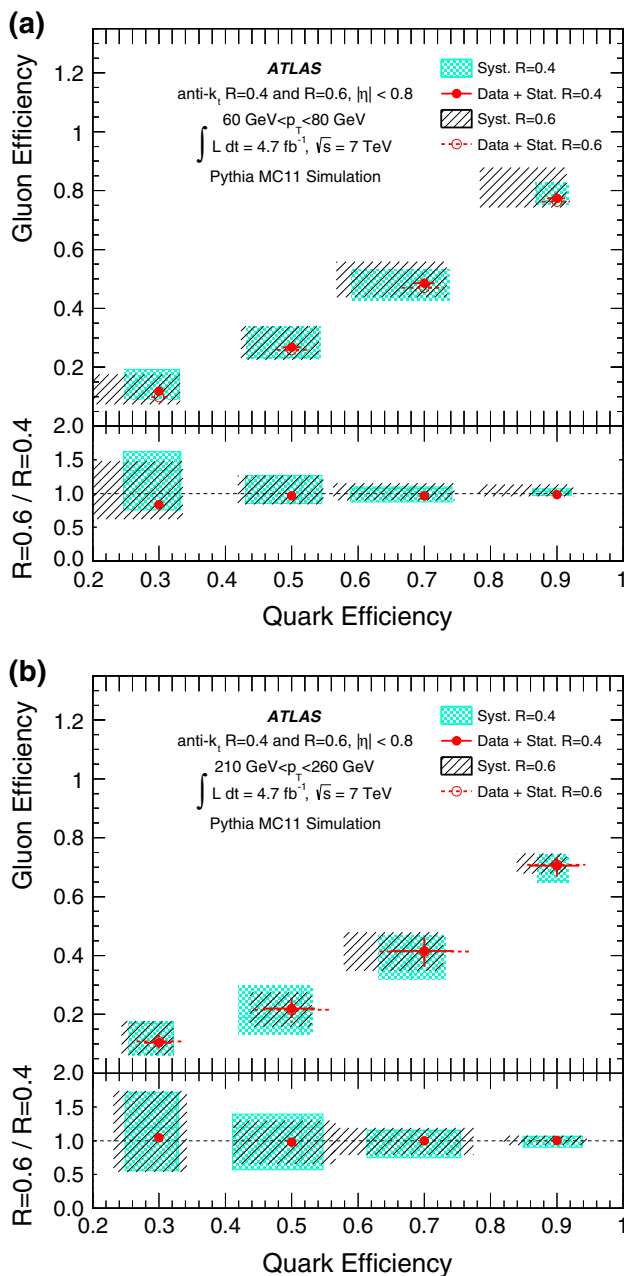 (a)
Gluon Efficiency
1.2
1
0.8
0.6
0.4
0.2
ATLAS
anti-kt R=0.4 and R=0.6, |η| < 0.8
60 GeV<pT<80 GeV
∫ L dt = 4.7 fb-1, √s = 7 TeV
Pythia MC11 Simulation
Syst. R=0.4
Data + Stat. R=0.4
Syst. R=0.6
Data + Stat. R=0.6
R=0.6 / R=0.4
2.0
1.5
1.0
0.5
0.0
0.2 0.3 0.4 0.5 0.6 0.7 0.8 0.9 1
Quark Efficiency
(b)
Gluon Efficiency
1.2
1
0.8
0.6
0.4
0.2
ATLAS
anti-kt R=0.4 and R=0.6, |η| < 0.8
210 GeV<pT<260 GeV
∫ L dt = 4.7 fb-1, √s = 7 TeV
Pythia MC11 Simulation
Syst. R=0.4
Data + Stat. R=0.4
Syst. R=0.6
Data + Stat. R=0.6
R=0.6 / R=0.4
2.0
1.5
1.0
0.5
0.0
0.2 0.3 0.4 0.5 0.6 0.7 0.8 0.9 1
Quark Efficiency